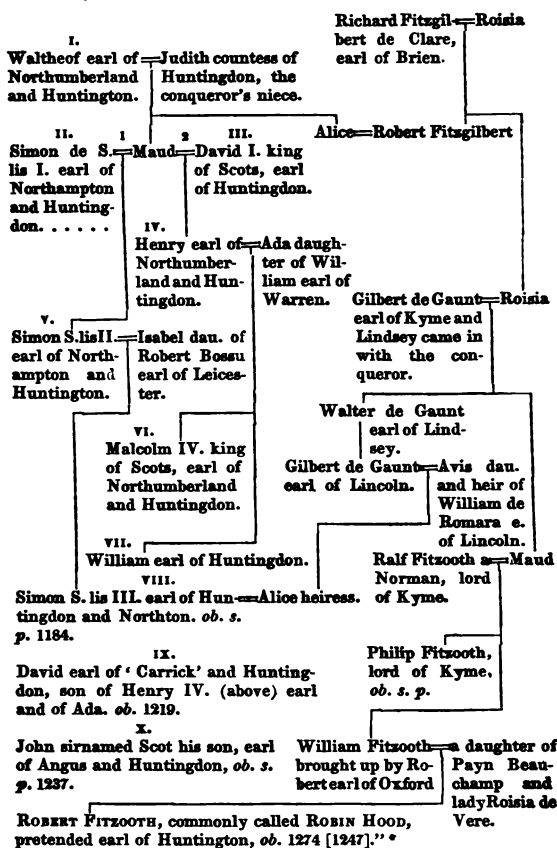 Richard Fitzgil- Roisia
bert de Clare,
earl of Brien.
I.
Waltheof earl of Judith countess of
Northumberland Huntingdon, the
and Huntington. conqueror's niece.
Alice Robert Fitzgilbert
II. 1 2 III.
Simon de S. Maud David I. king
lis I. earl of of Scots, earl
Northampton of Huntingdon.
and Hunting-
don. . . . . . .
IV.
Henry earl of Ada daugh-
Northumber- ter of Wil-
land and Hun- liam earl of
tingdon. Warren.
Gilbert de Gaunt Roisia
earl of Kyme and
Lindsey came in
with the con-
queror.
V.
Simon S.lis II. Isabel dau. of
earl of North- Robert Bossu
ampton and earl of Leices-
Huntington. ter.
Walter de Gaunt
earl of Lind-
sey.
VI.
Malcolm IV. king
of Scots, earl of
Northumberland
and Huntingdon.
Gilbert de Gaunt Avis dau.
earl of Lincoln. and heir of
William de
Romara e.
of Lincoln.
VII.
William earl of Huntingdon.
Ralf Fitzooth a Maud
Norman, lord
of Kyme.
VIII.
Simon S. lis III. earl of Hun- Alice heiress.
tingdon and Northton. ob. s.
p. 1184.
Philip Fitzooth,
lord of Kyme.
ob. s. p.
IX.
David earl of ‘Carrick’ and Hunting-
don, son of Henry IV. (above) earl
and of Ada. ob. 1219.
X.
John sirnamed Scot his son, earl
of Angus and Huntingdon, ob. s.
p. 1237.
William Fitzooth a daughter of
brought up by Ro- Payn Beau-
bert earl of Oxford champ and
lady Roisia de
Vere.
ROBERT FITZOOTH, commonly called ROBIN HOOD,
pretended earl of Huntington, ob. 1274 [1247].” *